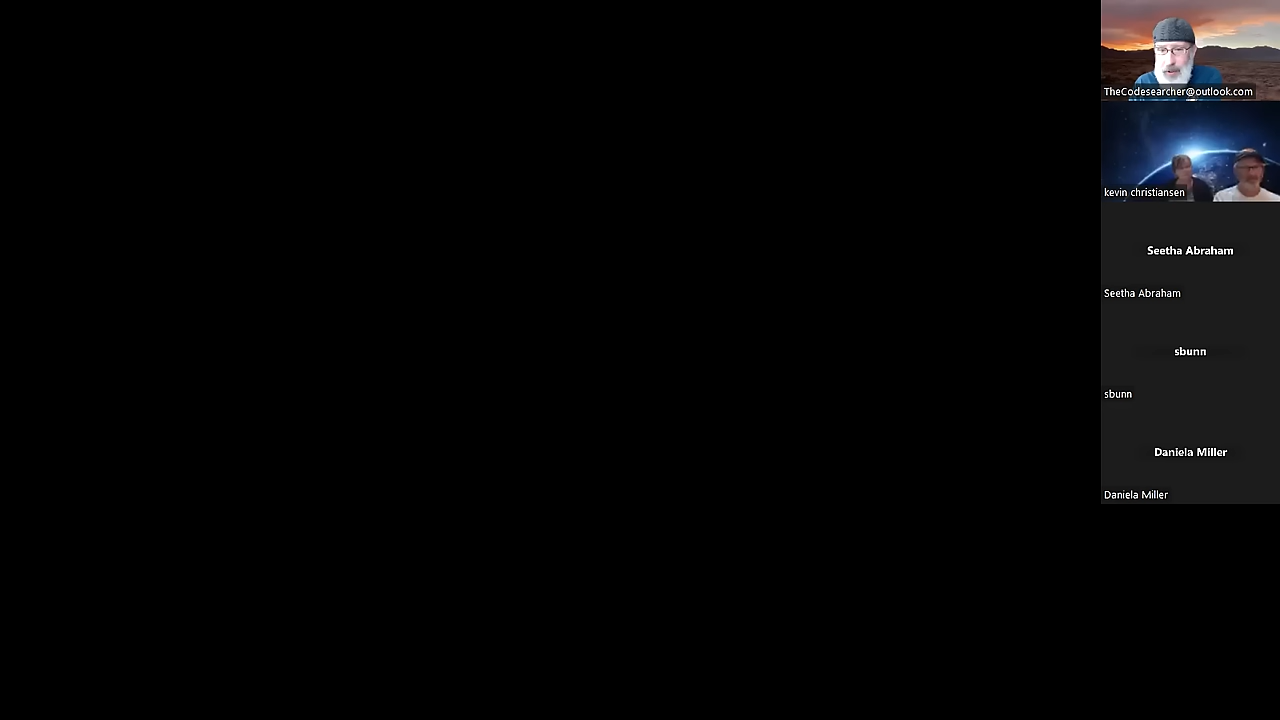 TheCodesearcher@outlook.com
kevin christiansen
Seetha Abraham
Seetha Abraham
sbunn
sbunn
Daniela Miller
Daniela Miller